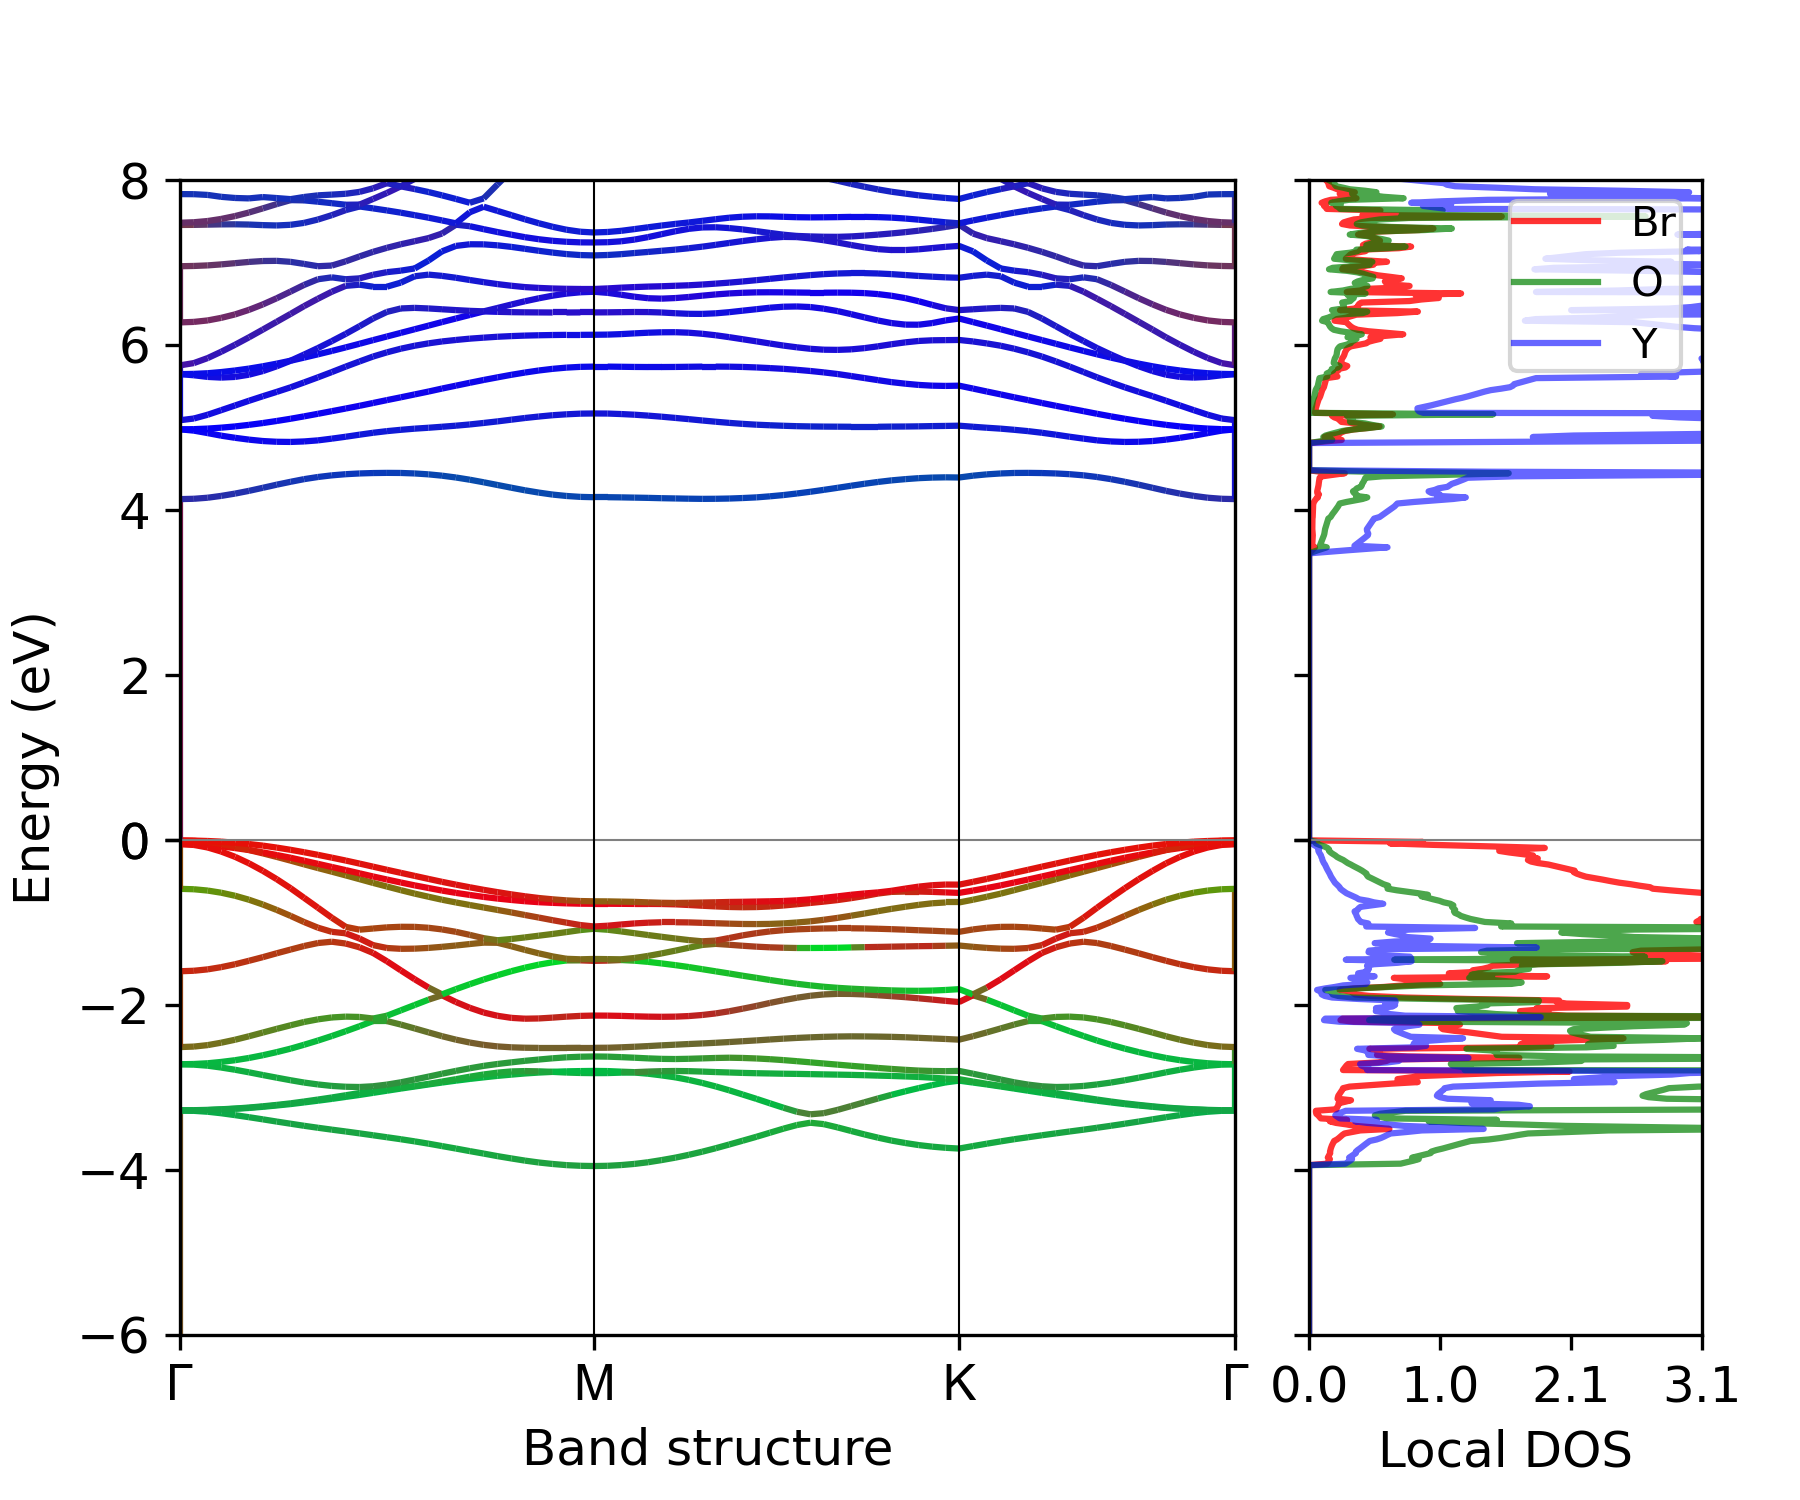 8
6
4
2
0
−2
−4
−6
Energy (eV)
Γ M K Γ
Band structure
Br
O
Y
0.0 1.0 2.1 3.1
Local DOS